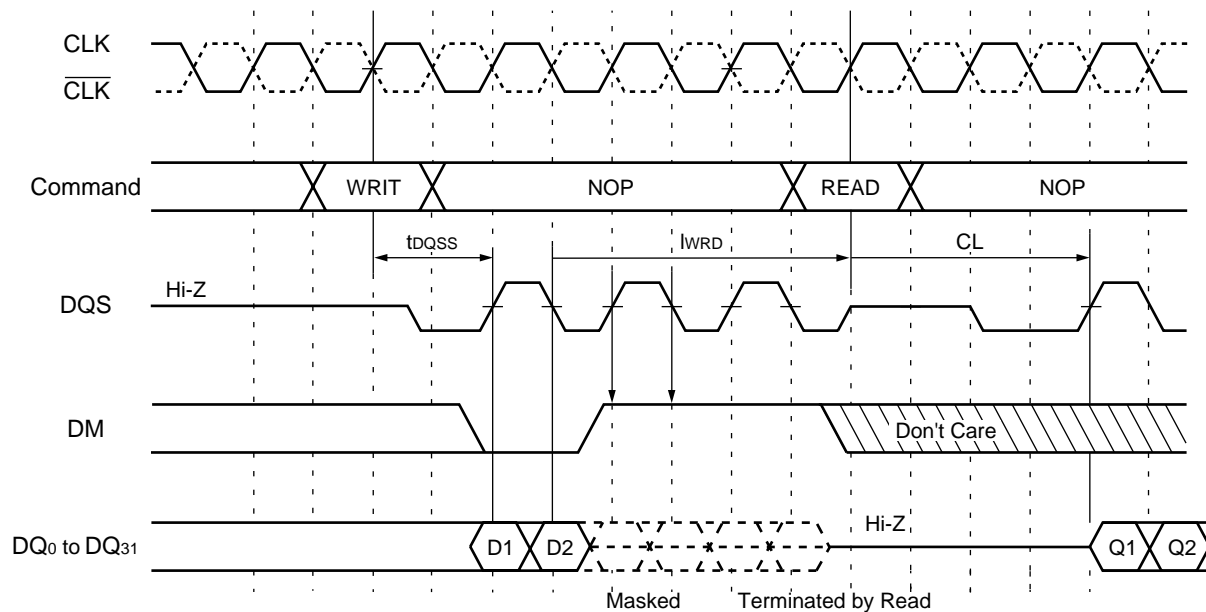 CLK
CLK
Command WRIT NOP READ NOP
tDQSS lWRD CL
Hi-Z
DQS
DM Don't Care
Hi-Z
DQ0 to DQ31 D1 D2 Q1 Q2
Masked Terminated by Read